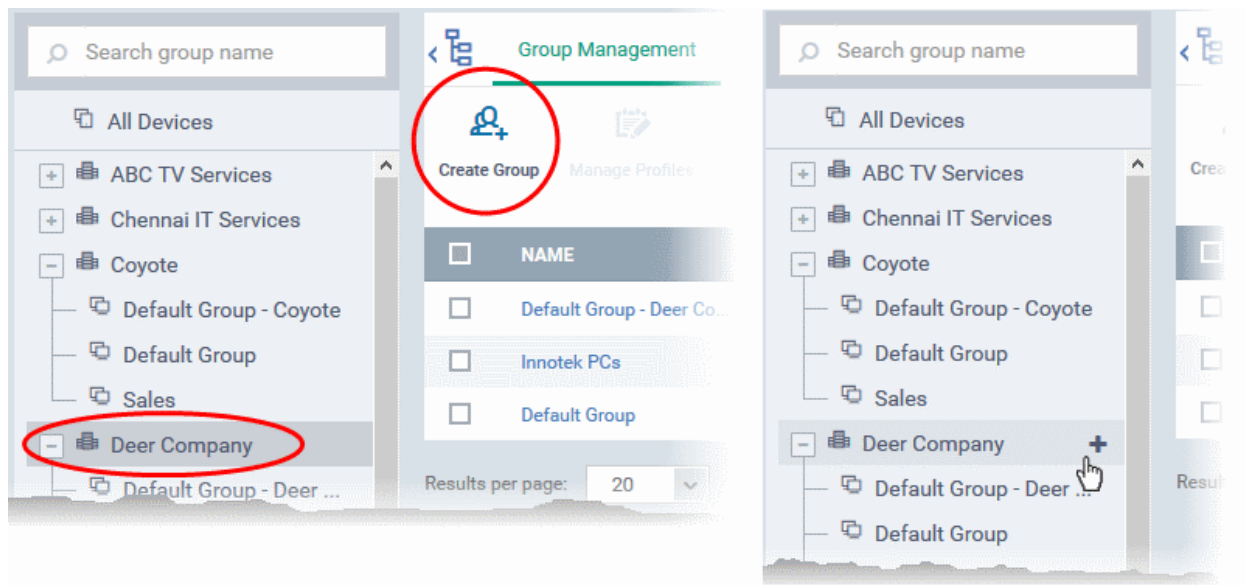 Search group name
All Devices
ABC TV Services
Chennai IT Services
Coyote
Default Group - Coyote
Default Group
Sales
Deer Company
Default Group - Deer ...
Group Management
Create Group
Manage Profiles
NAME
Default Group - Deer Co...
Innotek PCs
Default Group
Results per page: 20
Search group name
All Devices
ABC TV Services
Chennai IT Services
Coyote
Default Group - Coyote
Default Group
Sales
Deer Company
Default Group - Deer ...
Default Group